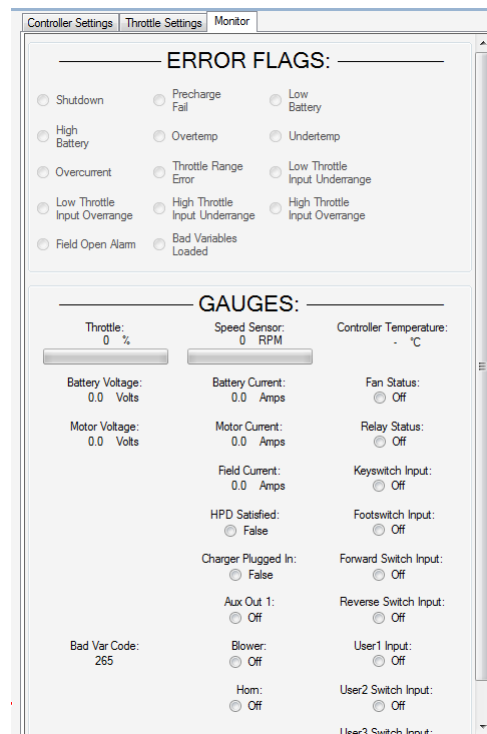 Controller Settings Throttle Settings Monitor
ERROR FLAGS:
Shutdown Precharge Fail Low Battery
High Battery Overtemp Undertemp
Overcurrent Throttle Range Error Low Throttle Input Underrange
Low Throttle Input Overrange High Throttle Input Underrange High Throttle Input Overrange
Field Open Alarm Bad Variables Loaded
GAUGES:
Throttle: Speed Sensor: Controller Temperature:
0 % 0 RPM - °C
Battery Voltage: Battery Current: Fan Status:
0.0 Volts 0.0 Amps Off
Motor Voltage: Motor Current: Relay Status:
0.0 Volts 0.0 Amps Off
Field Current: Keyswitch Input:
0.0 Amps Off
HPD Satisfied: Footswitch Input:
False Off
Charger Plugged In: Forward Switch Input:
False Off
Aux Out 1: Reverse Switch Input:
Off Off
Bad Var Code: Blower: User1 Input:
265 Off Off
Horn: User2 Switch Input:
Off Off
User3 Switch Input: